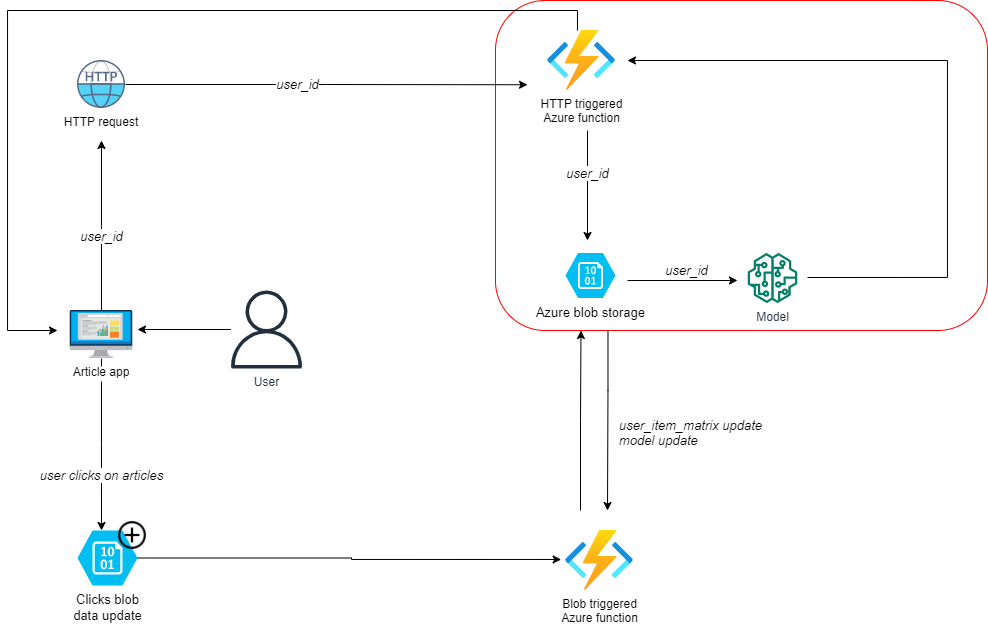 HTTP
HTTP request
user_id
HTTP triggered
Azure function
user_id
user_id
10
01
Azure blob storage
user_id
Model
Article app
User
user_item_matrix update
model update
user clicks on articles
10
01
Clicks blob
data update
Blob triggered
Azure function